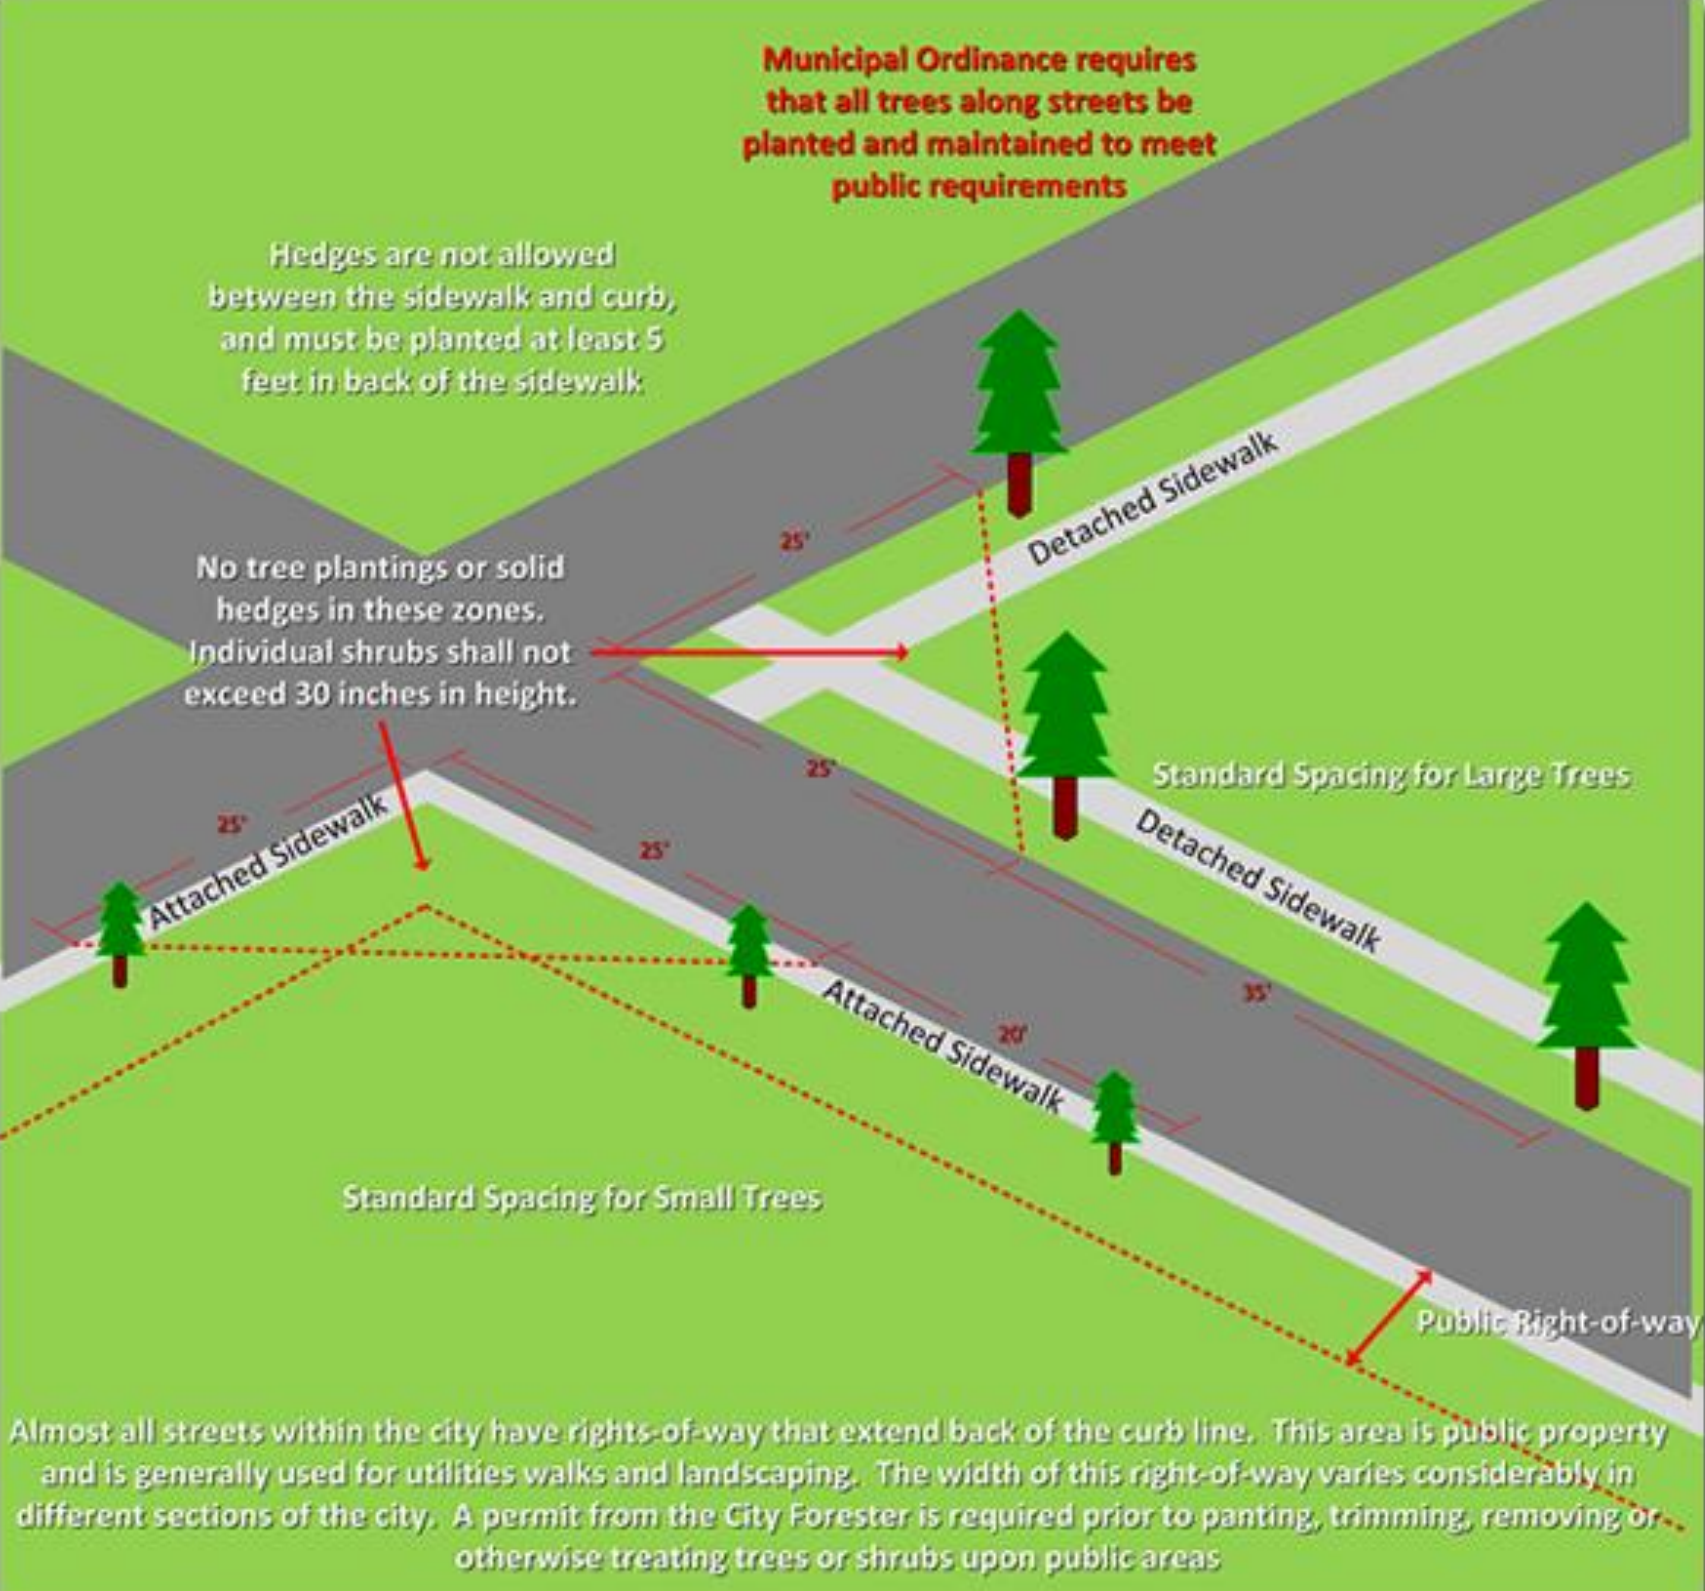 Municipal Ordinance requires
that all trees along streets be
planted and maintained to meet
public requirements
Hedges are not allowed
between the sidewalk and curb,
and must be planted at least 5
feet in back of the sidewalk
Detached Sidewalk
25'
No tree plantings or solid
hedges in these zones.
Individual shrubs shall not
exceed 30 inches in height.
25'
Standard Spacing for Large Trees
25'
Attached Sidewalk
25'
Detached Sidewalk
35'
Attached Sidewalk
20'
Standard Spacing for Small Trees
Public Right-of-way
Almost all streets within the city have rights-of-way that extend back of the curb line. This area is public property
and is generally used for utilities walks and landscaping. The width of this right-of-way varies considerably in
different sections of the city. A permit from the City Forester is required prior to panting, trimming, removing or
otherwise treating trees or shrubs upon public areas